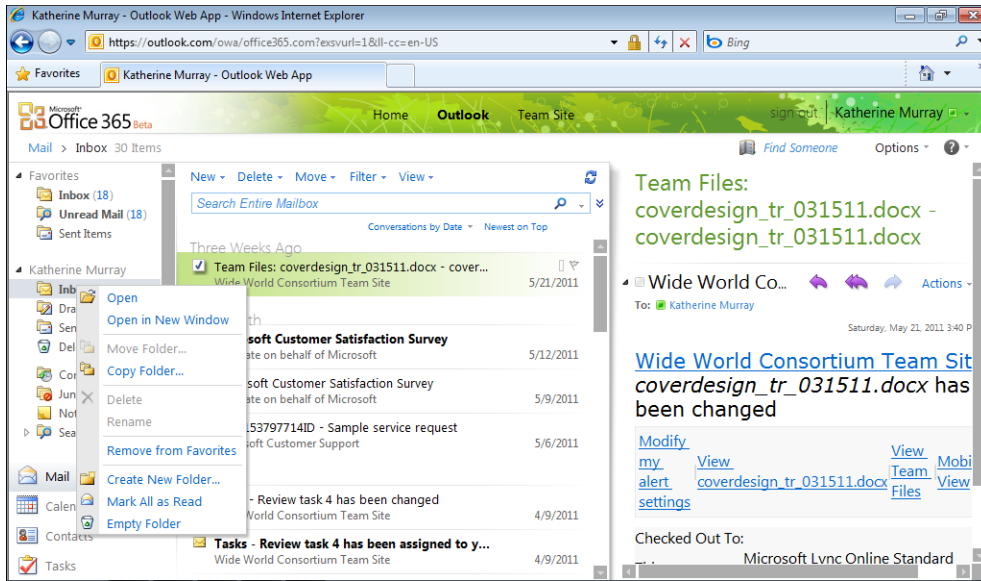 Katherine Murray - Outlook Web App - Windows Internet Explorer
https://outlook.com/owa/office365.com?exsvurl=1&ll-cc=en-US
Bing
Favorites
Katherine Murray - Outlook Web App
Microsoft
Office 365 Beta
Home Outlook Team Site
sign out Katherine Murray
Mail > Inbox 30 Items
Find Someone Options
Favorites
Inbox (18)
Unread Mail (18)
Sent Items
Katherine Murray
Inb
Dra
Sen
Del
Cor
Jun
Not
Sea
Mail
Calen
Contacts
Tasks
Open
Open in New Window
Move Folder...
Copy Folder...
Delete
Rename
Remove from Favorites
Create New Folder...
Mark All as Read
Empty Folder
New Delete Move Filter View
Search Entire Mailbox
Conversations by Date Newest on Top
Three Weeks Ago
Team Files: coverdesign_tr_031511.docx - cover...
Wide World Consortium Team Site 5/21/2011
th
soft Customer Satisfaction Survey
ate on behalf of Microsoft 5/12/2011
soft Customer Satisfaction Survey
ate on behalf of Microsoft 5/9/2011
153797714ID - Sample service request
soft Customer Support 5/6/2011
- Review task 4 has been changed
World Consortium Team Site 4/9/2011
Tasks - Review task 4 has been assigned to y...
Wide World Consortium Team Site 4/9/2011
Team Files:
coverdesign_tr_031511.docx -
coverdesign_tr_031511.docx
Wide World Co...
Actions
To: Katherine Murray
Saturday, May 21, 2011 3:40 P
Wide World Consortium Team Sit
coverdesign_tr_031511.docx has
been changed
Modify
my
alert
settings
View
coverdesign_tr_031511.docx
View
Team
Files
Mobi
View
Checked Out To:
Microsoft Lync Online Standard